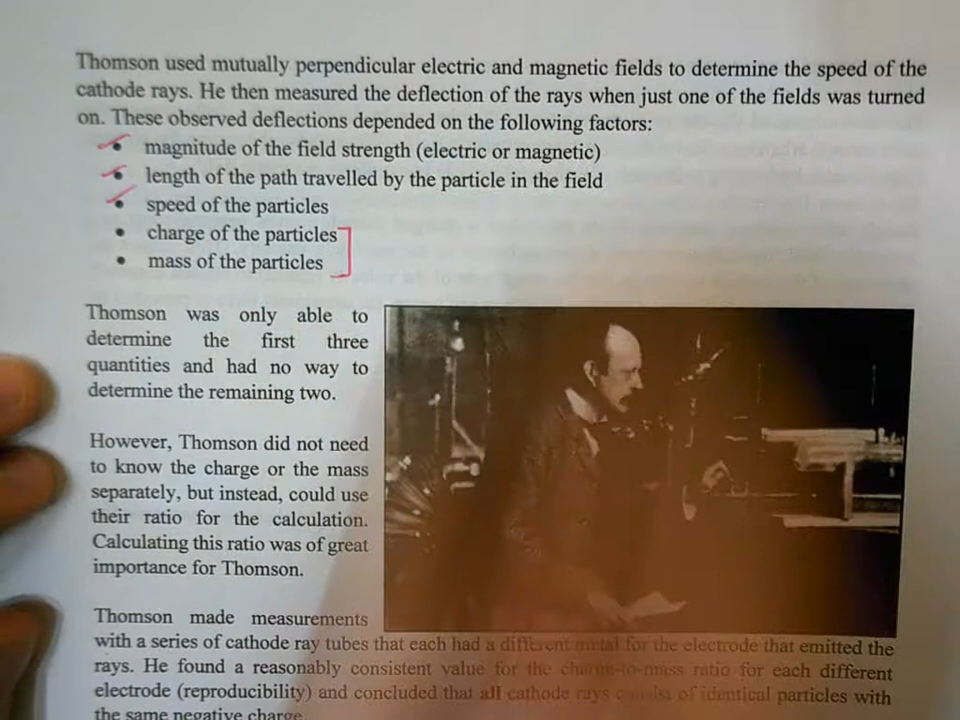 Thomson used mutually perpendicular electric and magnetic fields to determine the speed of the
cathode rays. He then measured the deflection of the rays when just one of the fields was turned
on. These observed deflections depended on the following factors:
• magnitude of the field strength (electric or magnetic)
• length of the path travelled by the particle in the field
• speed of the particles
• charge of the particles
• mass of the particles
Thomson was only able to
determine the first three
quantities and had no way to
determine the remaining two.
However, Thomson did not need
to know the charge or the mass
separately, but instead, could use
their ratio for the calculation.
Calculating this ratio was of great
importance for Thomson.
Thomson made measurements
with a series of cathode ray tubes that each had a different metal for the electrode that emitted the
rays. He found a reasonably consistent value for the charge-to-mass ratio for each different
electrode (reproducibility) and concluded that all cathode rays consist of identical particles with
the same negative charge.